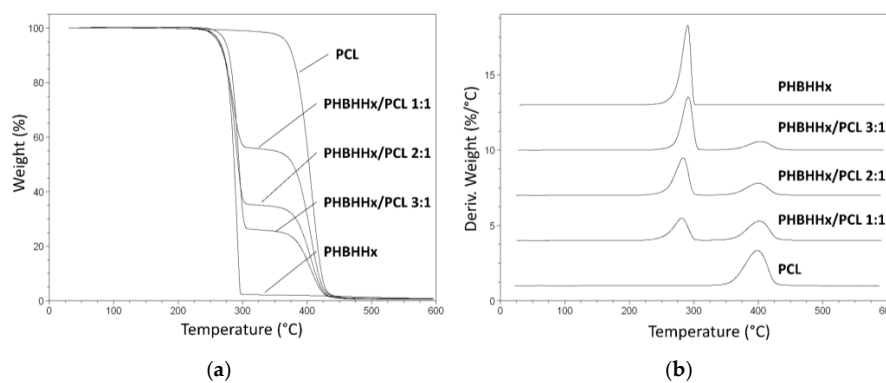 100
80
60
40
20
0
Weight (%)
PCL
PHBHHx/PCL 1:1
PHBHHx/PCL 2:1
PHBHHx/PCL 3:1
PHBHHx
0
100
200
300
400
500
600
Temperature (°C)
(a)
15
10
5
0
Deriv. Weight (%/°C)
PHBHHx
PHBHHx/PCL 3:1
PHBHHx/PCL 2:1
PHBHHx/PCL 1:1
PCL
0
100
200
300
400
500
Temperature (°C)
(b)